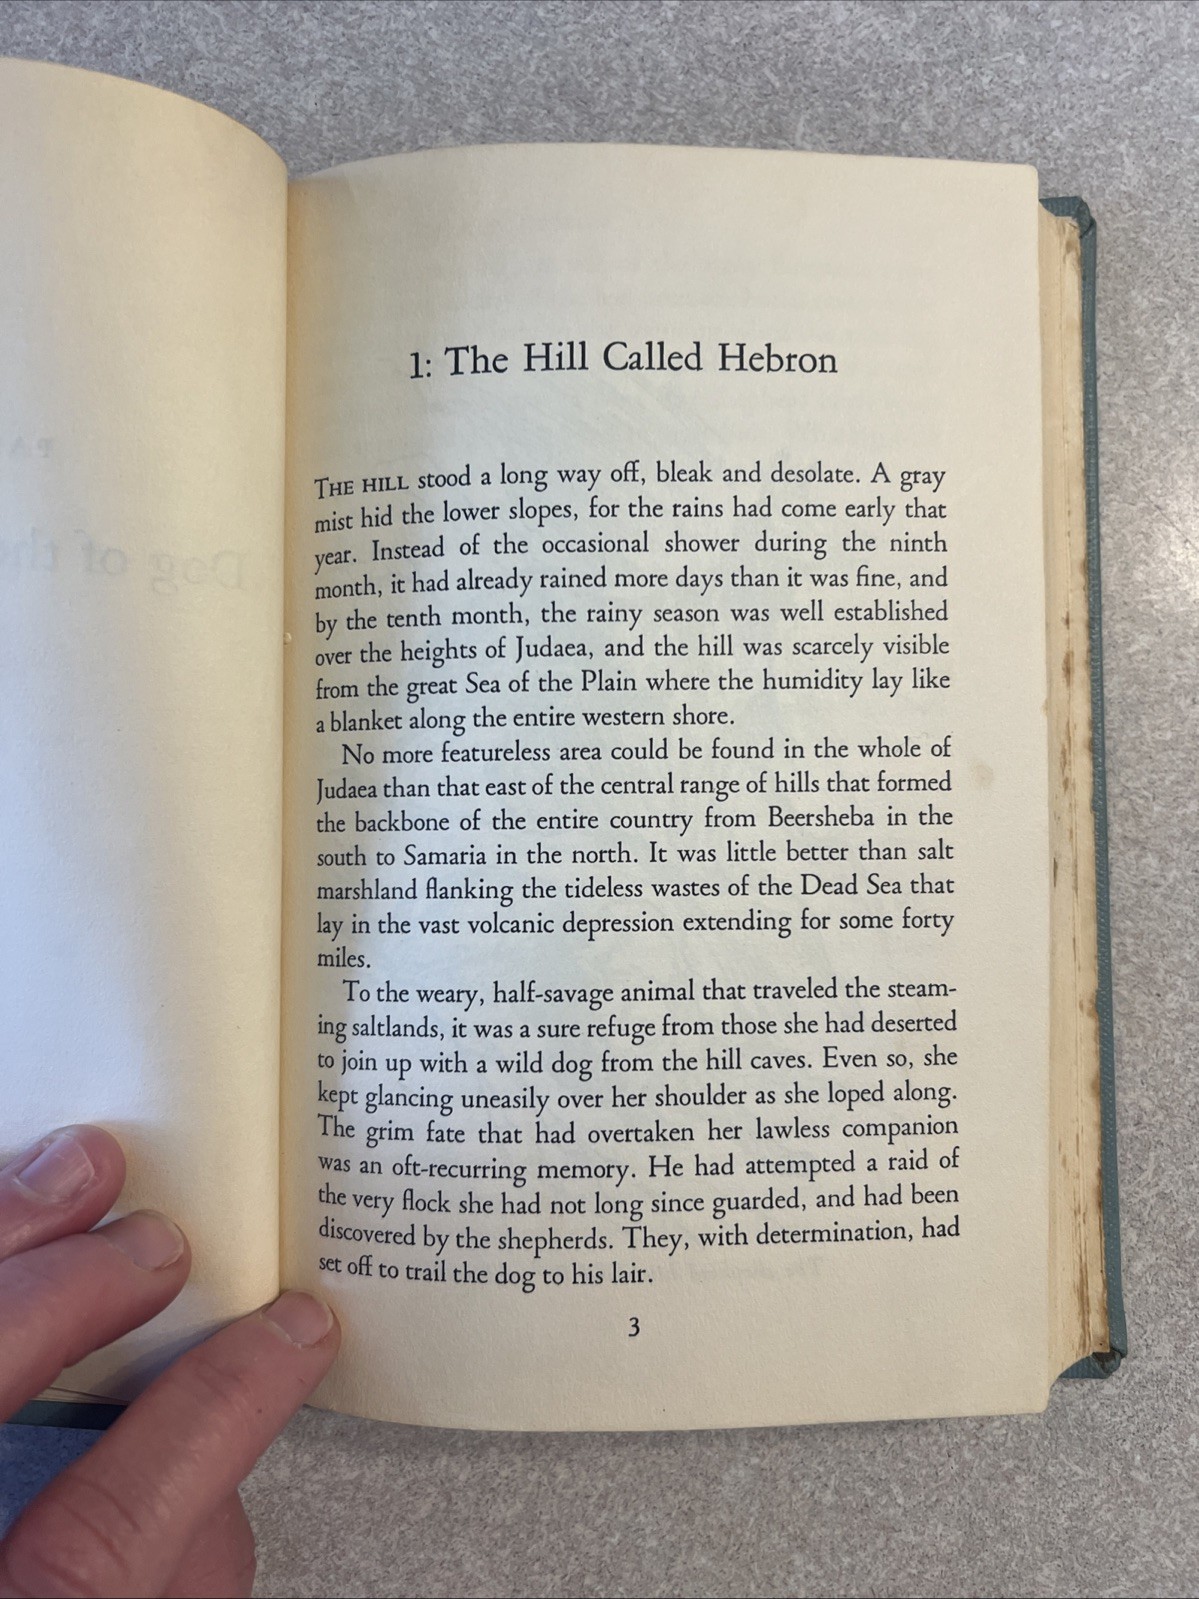 1: The Hill Called Hebron
THE HILL stood a long way off, bleak and desolate. A gray
mist hid the lower slopes, for the rains had come early that
year. Instead of the occasional shower during the ninth
month, it had already rained more days than it was fine, and
by the tenth month, the rainy season was well established
over the heights of Judaea, and the hill was scarcely visible
from the great Sea of the Plain where the humidity lay like
a blanket along the entire western shore.
No more featureless area could be found in the whole of
Judaea than that east of the central range of hills that formed
the backbone of the entire country from Beersheba in the
south to Samaria in the north. It was little better than salt
marshland flanking the tideless wastes of the Dead Sea that
lay in the vast volcanic depression extending for some forty
miles.
To the weary, half-savage animal that traveled the steam-
ing saltlands, it was a sure refuge from those she had deserted
to join up with a wild dog from the hill caves. Even so, she
kept glancing uneasily over her shoulder as she loped along.
The grim fate that had overtaken her lawless companion
was an oft-recurring memory. He had attempted a raid of
the very flock she had not long since guarded, and had been
discovered by the shepherds. They, with determination, had
set off to trail the dog to his lair.
3